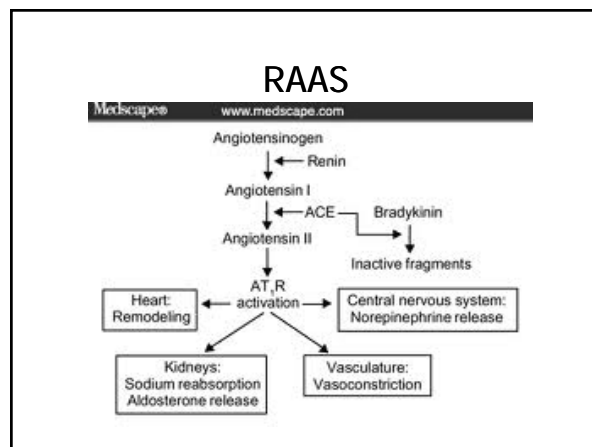 RAAS
Medscape® www.medscape.com
Angiotensinogen
Renin
Angiotensin I
ACE Bradykinin
Angiotensin II
Inactive fragments
AT₁R
activation
Heart:
Remodeling
Central nervous system:
Norepinephrine release
Kidneys:
Sodium reabsorption
Aldosterone release
Vasculature:
Vasoconstriction